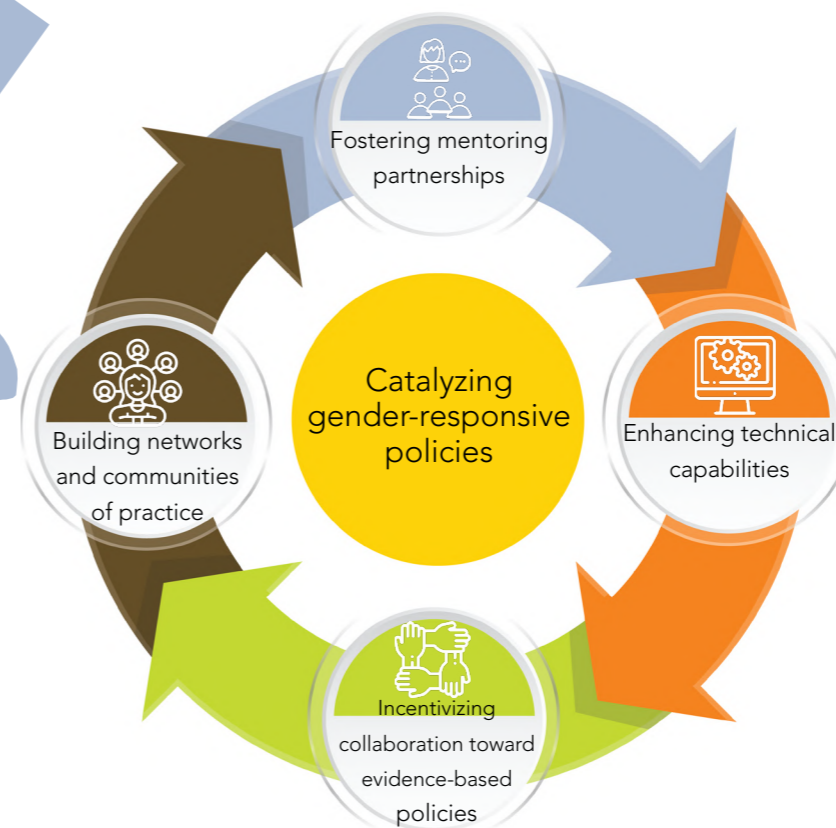 Fostering mentoring
partnerships
Catalyzing
gender-responsive
policies
Enhancing technical
capabilities
Building networks
and communities
of practice
Incentivizing
collaboration toward
evidence-based
policies